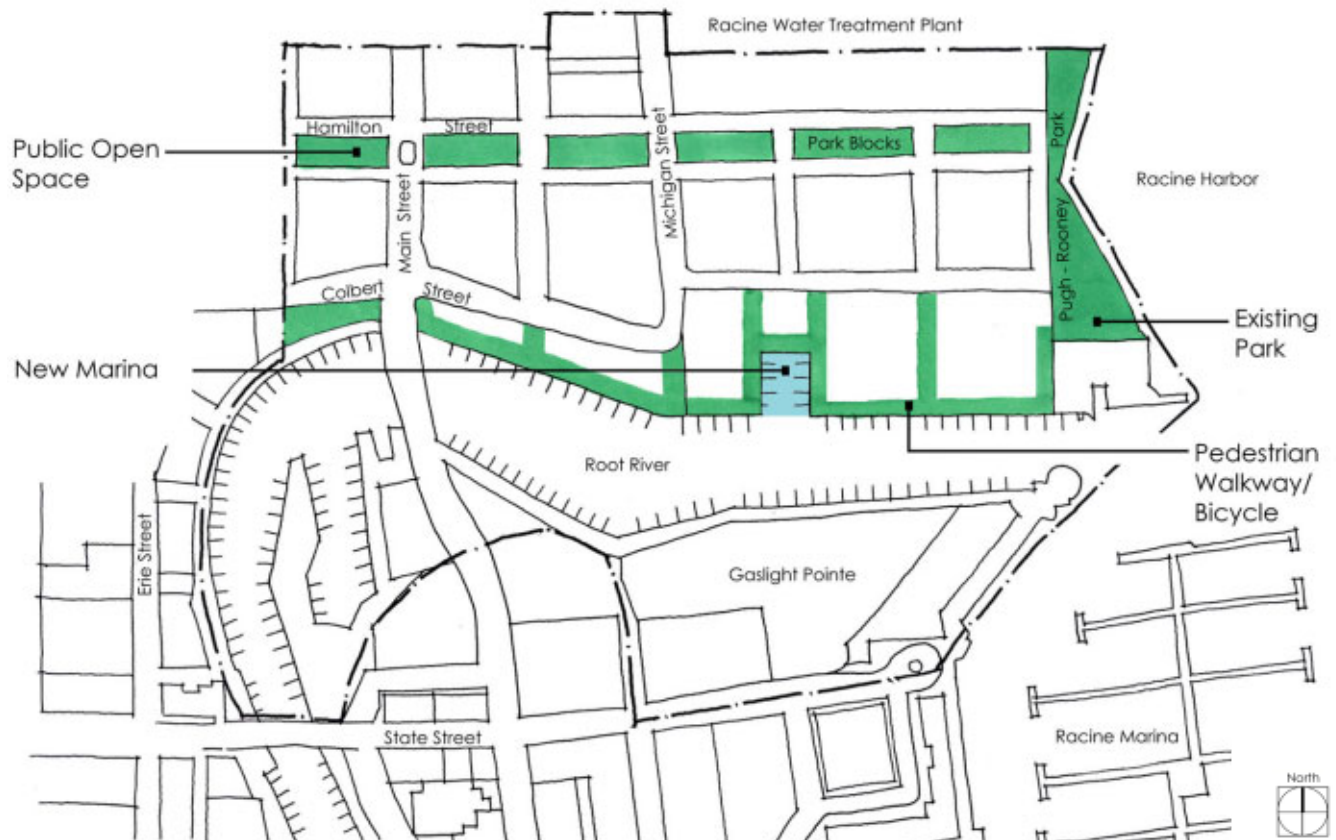 Racine Water Treatment Plant
Hamilton Street
Public Open
Space
Park Blocks
Michigan Street
Main Street
Pugh - Rooney Park
Racine Harbor
Colbert Street
Existing
Park
New Marina
Pedestrian
Walkway/
Bicycle
Root River
Erie Street
Gaslight Pointe
State Street
Racine Marina
North